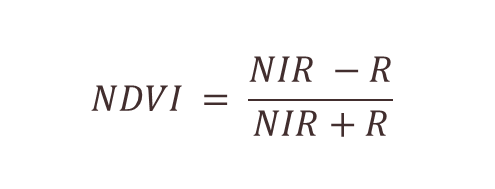 NDVI = (NIR − R) / (NIR + R)